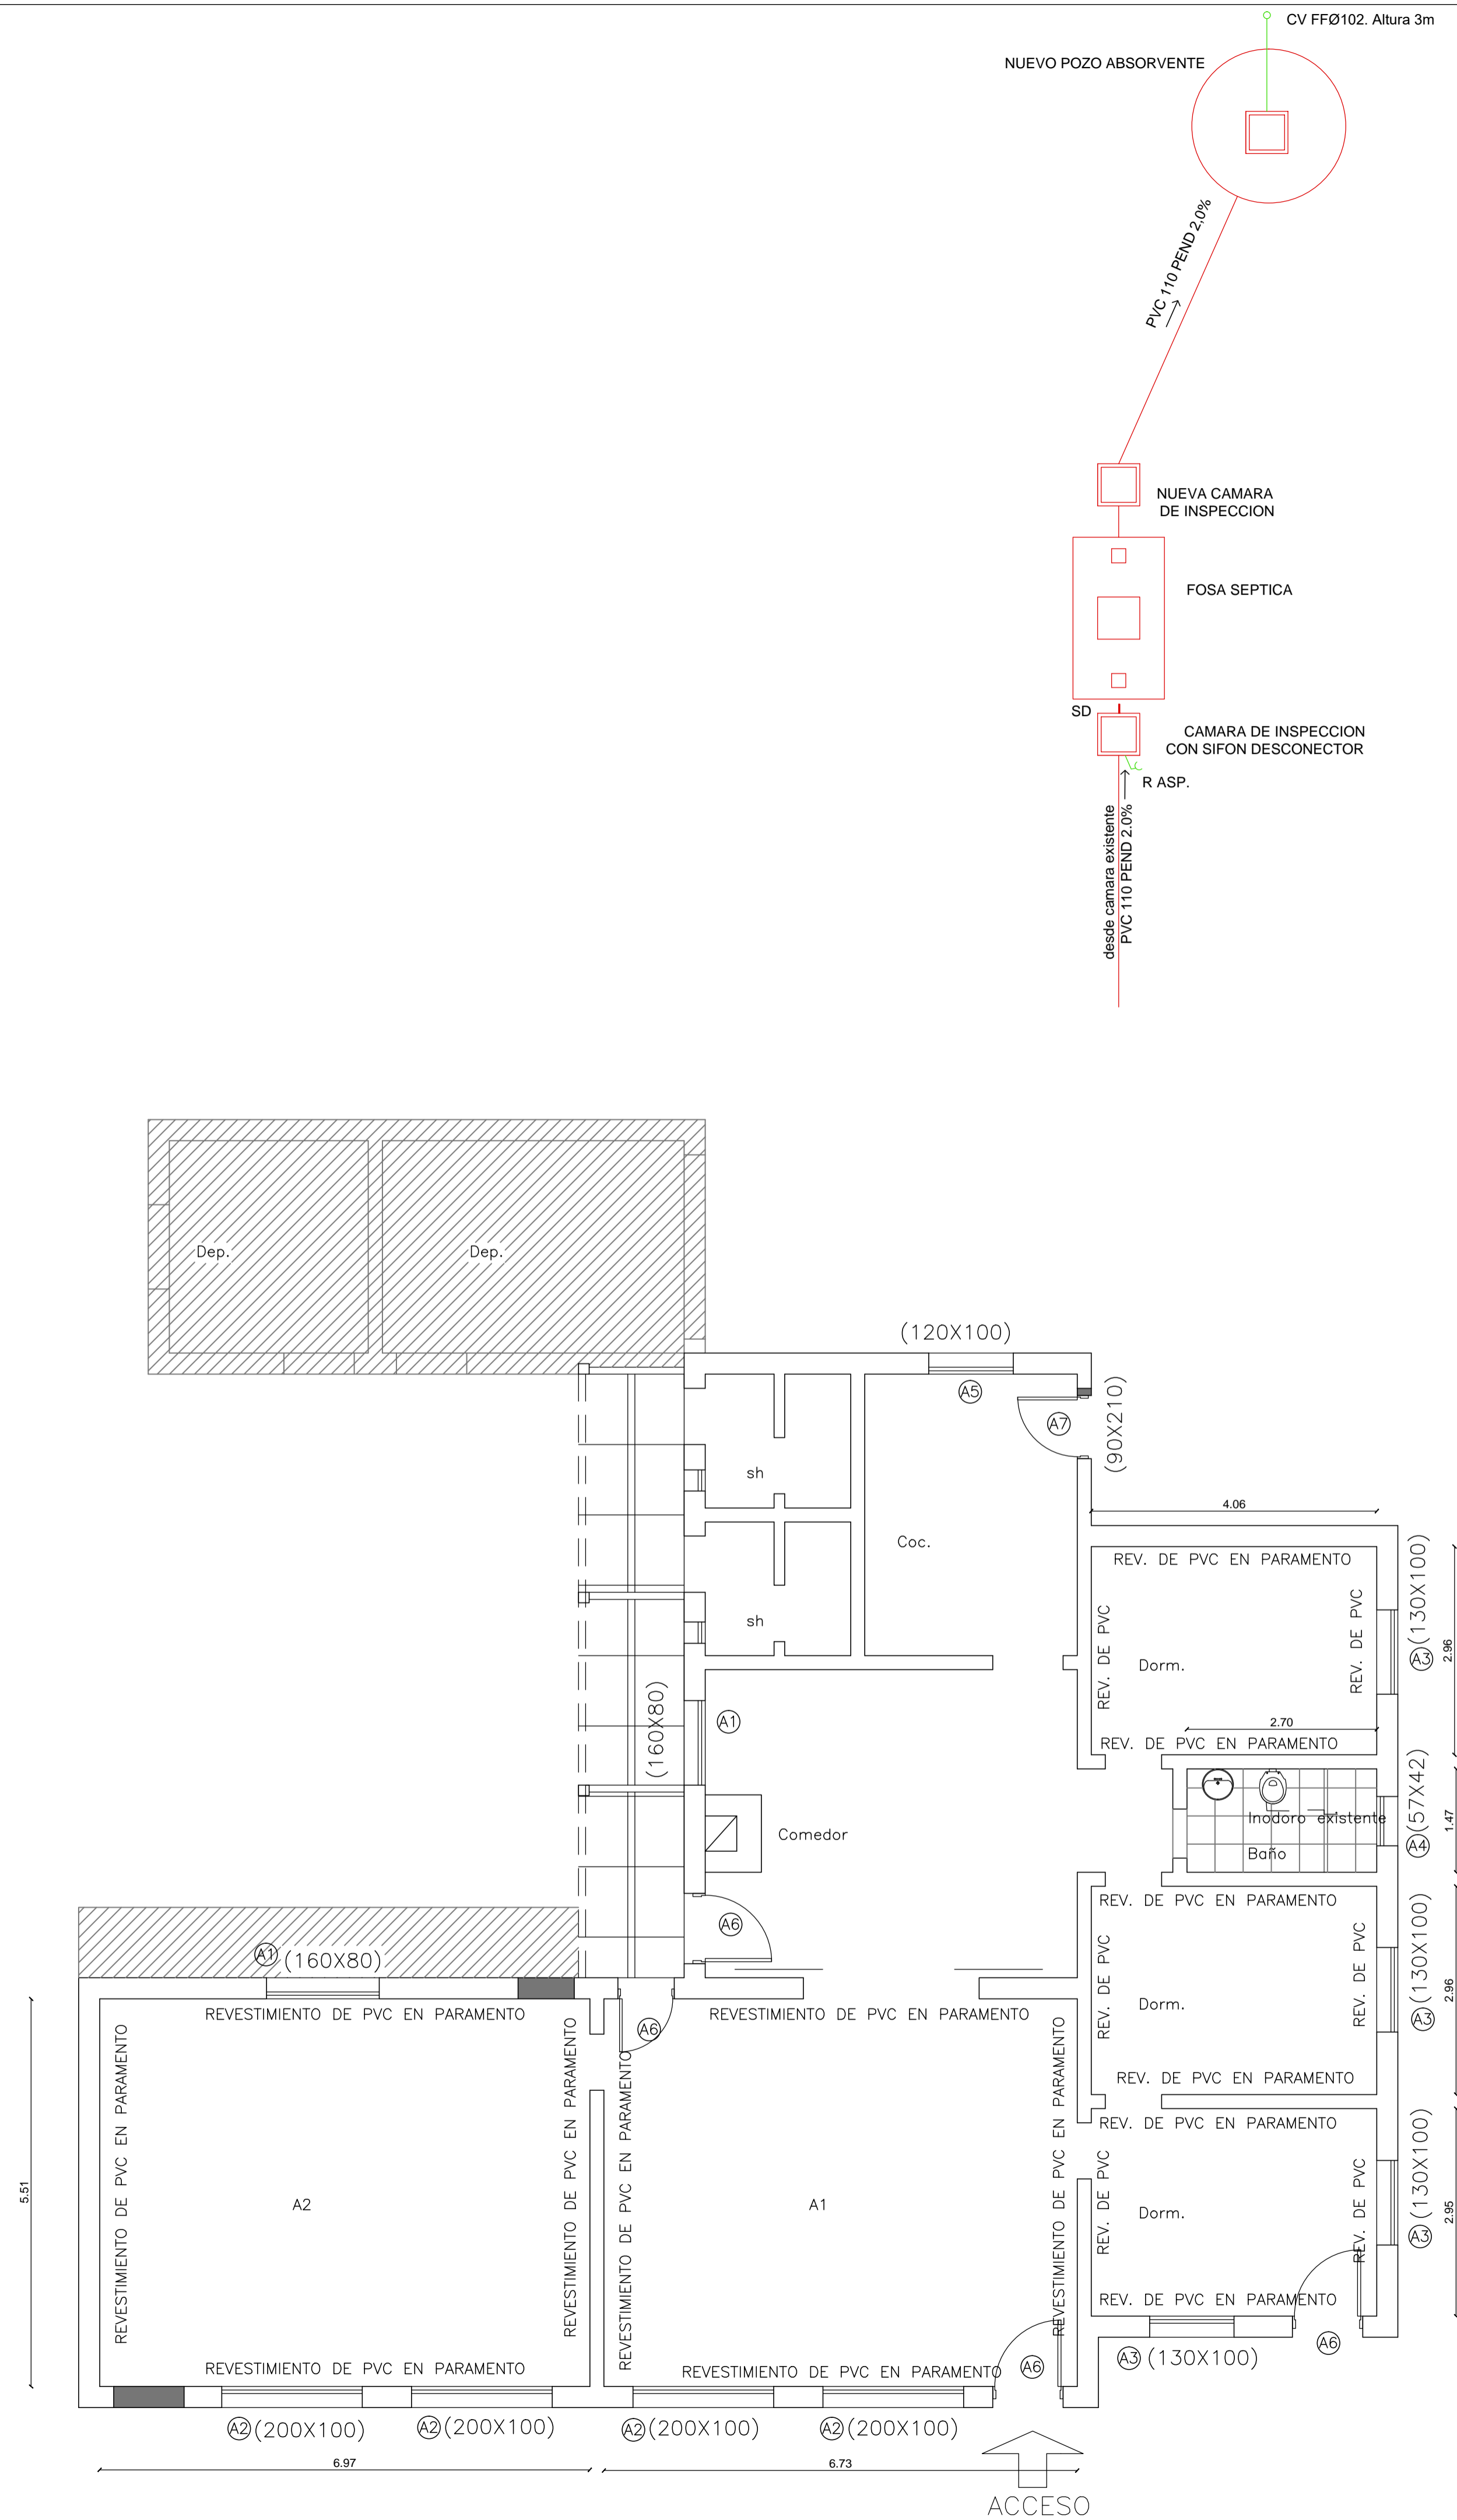 CV FFØ102. Altura 3m
NUEVO POZO ABSORVENTE
PVC 110 PEND 2,0%
NUEVA CAMARA
DE INSPECCION
FOSA SEPTICA
SD
CAMARA DE INSPECCION
CON SIFON DESCONECTOR
R ASP.
desde camara existente
PVC 110 PEND 2.0%
Dep.
Dep.
(120X100)
A5
A7
(90X210)
sh
Coc.
sh
4.06
REV. DE PVC EN PARAMENTO
REV. DE PVC
Dorm.
REV. DE PVC
A3 (130X100)
2.96
2.70
REV. DE PVC EN PARAMENTO
(160X80)
A1
Comedor
Inodoro existente
Baño
A4 (57X42)
1.47
A6
REV. DE PVC EN PARAMENTO
REV. DE PVC
Dorm.
REV. DE PVC
A3 (130X100)
2.96
REV. DE PVC EN PARAMENTO
A1 (160X80)
REVESTIMIENTO DE PVC EN PARAMENTO
A6
REVESTIMIENTO DE PVC EN PARAMENTO
REVESTIMIENTO DE PVC EN PARAMENTO
REVESTIMIENTO DE PVC EN PARAMENTO
REVESTIMIENTO DE PVC EN PARAMENTO
REVESTIMIENTO DE PVC EN PARAMENTO
REV. DE PVC EN PARAMENTO
REV. DE PVC
Dorm.
REV. DE PVC
A3 (130X100)
2.95
5.51
A2
A1
REV. DE PVC EN PARAMENTO
A6
A3 (130X100)
REVESTIMIENTO DE PVC EN PARAMENTO
REVESTIMIENTO DE PVC EN PARAMENTO
A6
A2 (200X100)
A2 (200X100)
A2 (200X100)
A2 (200X100)
6.97
6.73
ACCESO